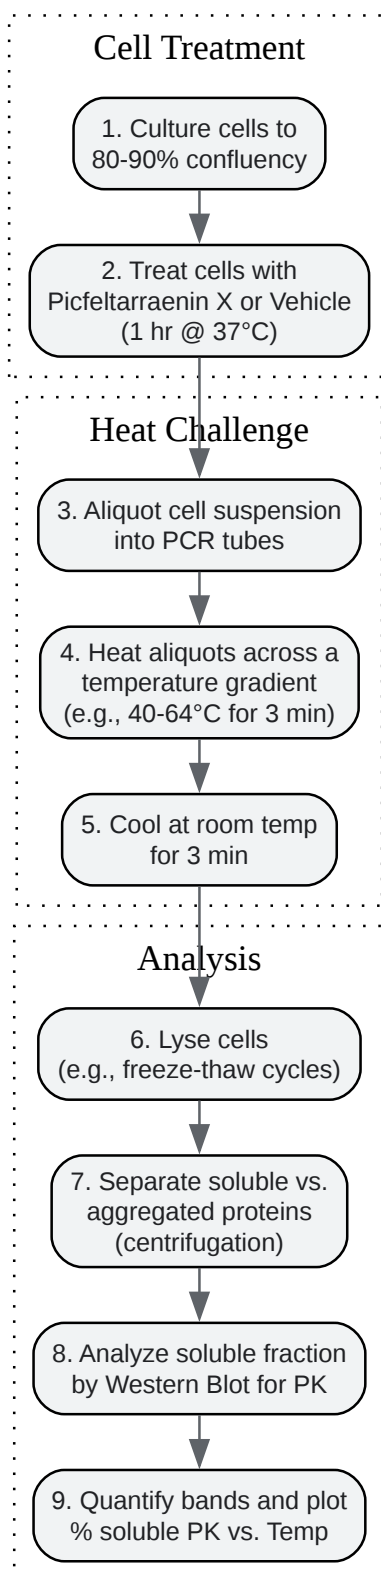 Cell Treatment
1. Culture cells to
80-90% confluency
2. Treat cells with
Picfeltarraenin X or Vehicle
(1 hr @ 37°C)
Heat Challenge
3. Aliquot cell suspension
into PCR tubes
4. Heat aliquots across a
temperature gradient
(e.g., 40-64°C for 3 min)
5. Cool at room temp
for 3 min
Analysis
6. Lyse cells
(e.g., freeze-thaw cycles)
7. Separate soluble vs.
aggregated proteins
(centrifugation)
8. Analyze soluble fraction
by Western Blot for PK
9. Quantify bands and plot
% soluble PK vs. Temp